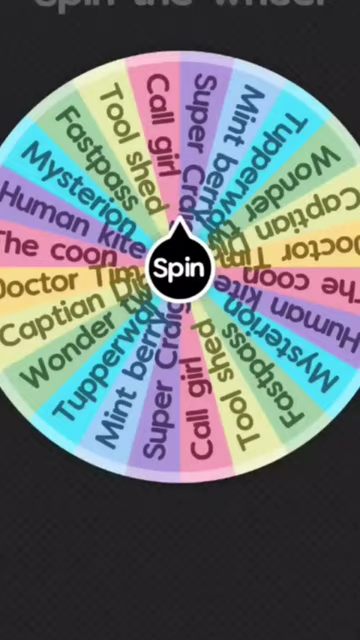 Spin the wheel
Call girl
Super Craig
Mint berry
Tupperwa
Wonder
Captian D
Doctor Tim
The coon
Human kite
Mysterion
Fastpass
Tool shed
Call girl
Super Craig
Mint berry
Tupperwa
Wonder
Captian D
Doctor Tim
The coon
Human kite
Mysterion
Fastpass
Tool shed
Spin